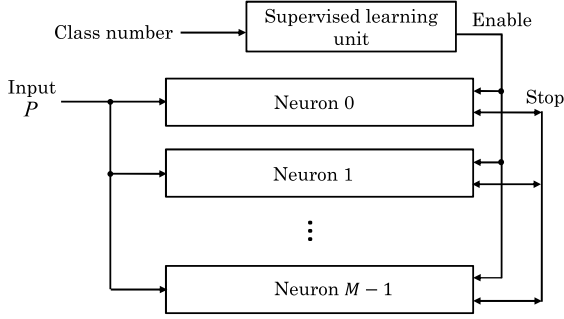 Supervised learning
unit
Class number
Enable
Input
P
Neuron 0
Stop
Neuron 1
Neuron M − 1